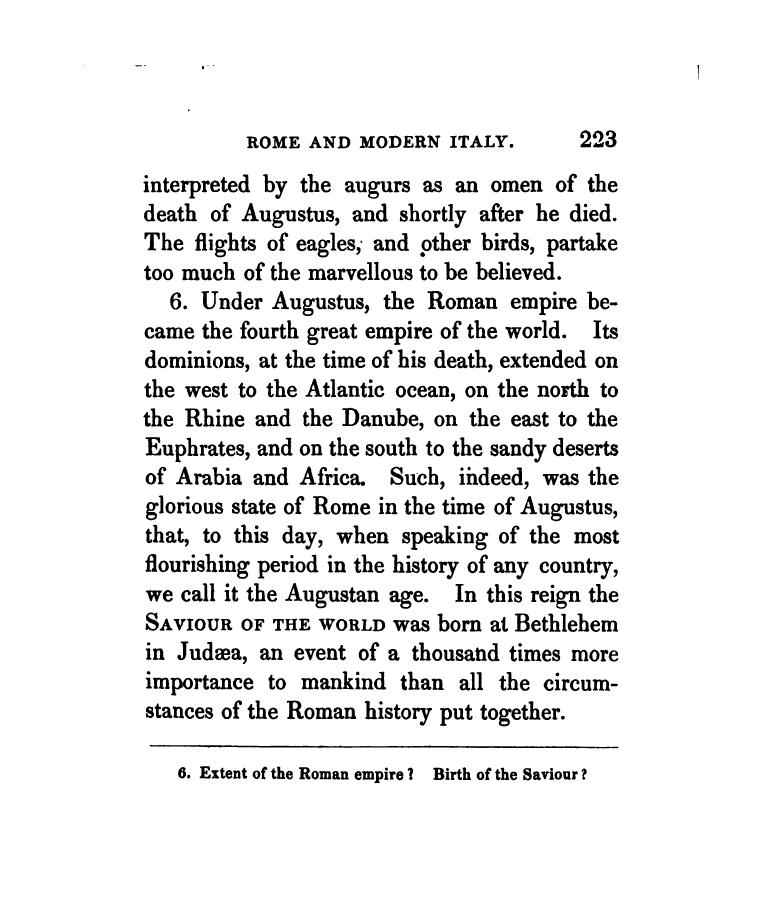 ROME AND MODERN ITALY. 223
interpreted by the augurs as an omen of the
death of Augustus, and shortly after he died.
The flights of eagles, and other birds, partake
too much of the marvellous to be believed.
6. Under Augustus, the Roman empire be-
came the fourth great empire of the world. Its
dominions, at the time of his death, extended on
the west to the Atlantic ocean, on the north to
the Rhine and the Danube, on the east to the
Euphrates, and on the south to the sandy deserts
of Arabia and Africa. Such, indeed, was the
glorious state of Rome in the time of Augustus,
that, to this day, when speaking of the most
flourishing period in the history of any country,
we call it the Augustan age. In this reign the
SAVIOUR OF THE WORLD was born at Bethlehem
in Judæa, an event of a thousand times more
importance to mankind than all the circum-
stances of the Roman history put together.
6. Extent of the Roman empire? Birth of the Saviour?